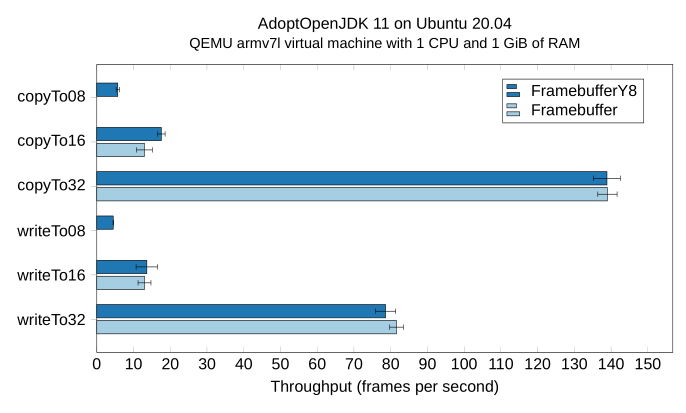 AdoptOpenJDK 11 on Ubuntu 20.04
QEMU armv7l virtual machine with 1 CPU and 1 GiB of RAM
FramebufferY8
Framebuffer
copyTo08
copyTo16
copyTo32
writeTo08
writeTo16
writeTo32
0 10 20 30 40 50 60 70 80 90 100 110 120 130 140 150
Throughput (frames per second)